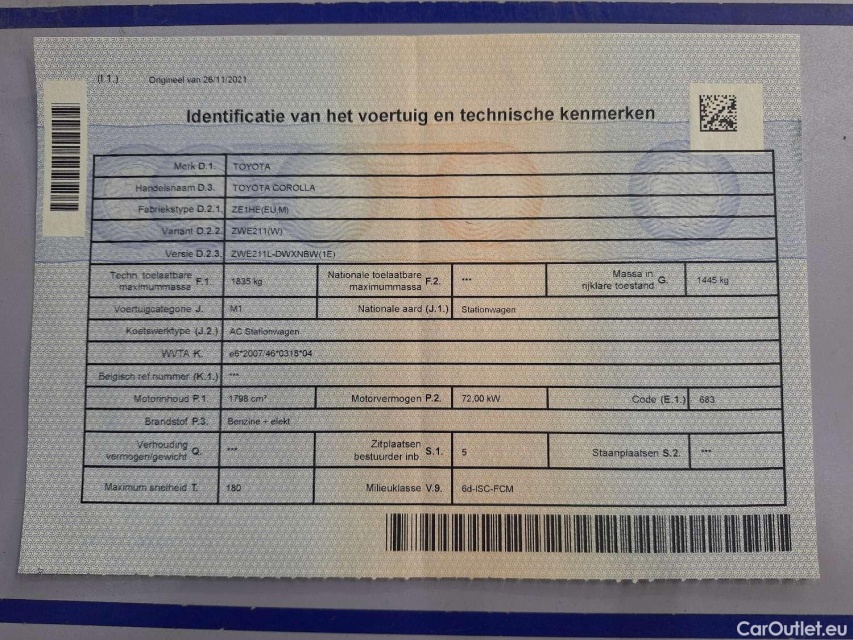 (I 1.) Origineel van 26/11/2021
Identificatie van het voertuig en technische kenmerken
Merk D.1. TOYOTA
Handelsnaam D.3. TOYOTA COROLLA
Fabriekstype D.2.1. ZE1HE(EU,M)
Variant D.2.2. ZWE211(W)
Versie D.2.3. ZWE211L-DWXNBW(1E)
Techn. toelaatbare maximummassa F.1. 1835 kg Nationale toelaatbare maximummassa F.2. *** Massa in rijklare toestand G. 1445 kg
Voertuigcategorie J. M1 Nationale aard (J.1.) Stationwagen
Koetswerktype (J.2.) AC Stationwagen
WVTA K. e6*2007/46*0318*04
Belgisch ref.nummer (K.1.) ***
Motorinhoud P.1. 1798 cm³ Motorvermogen P.2. 72,00 kW Code (E.1.) 683
Brandstof P.3. Benzine + elekt
Verhouding vermogen/gewicht Q. *** Zitplaatsen bestuurder inb. S.1. 5 Staanplaatsen S.2. ***
Maximum snelheid T. 180 Milieuklasse V.9. 6d-ISC-FCM
CarOutlet.eu